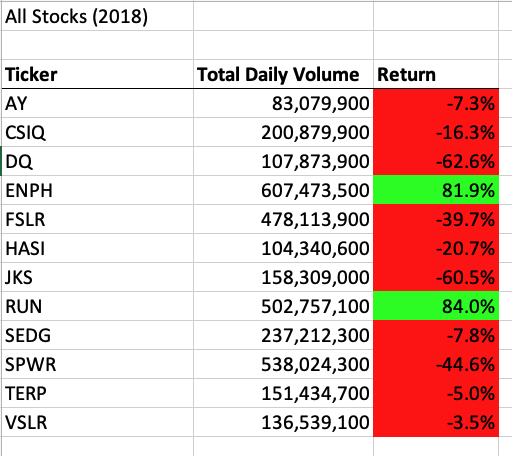 All Stocks (2018)
Ticker Total Daily Volume Return
AY 83,079,900 -7.3%
CSIQ 200,879,900 -16.3%
DQ 107,873,900 -62.6%
ENPH 607,473,500 81.9%
FSLR 478,113,900 -39.7%
HASI 104,340,600 -20.7%
JKS 158,309,000 -60.5%
RUN 502,757,100 84.0%
SEDG 237,212,300 -7.8%
SPWR 538,024,300 -44.6%
TERP 151,434,700 -5.0%
VSLR 136,539,100 -3.5%